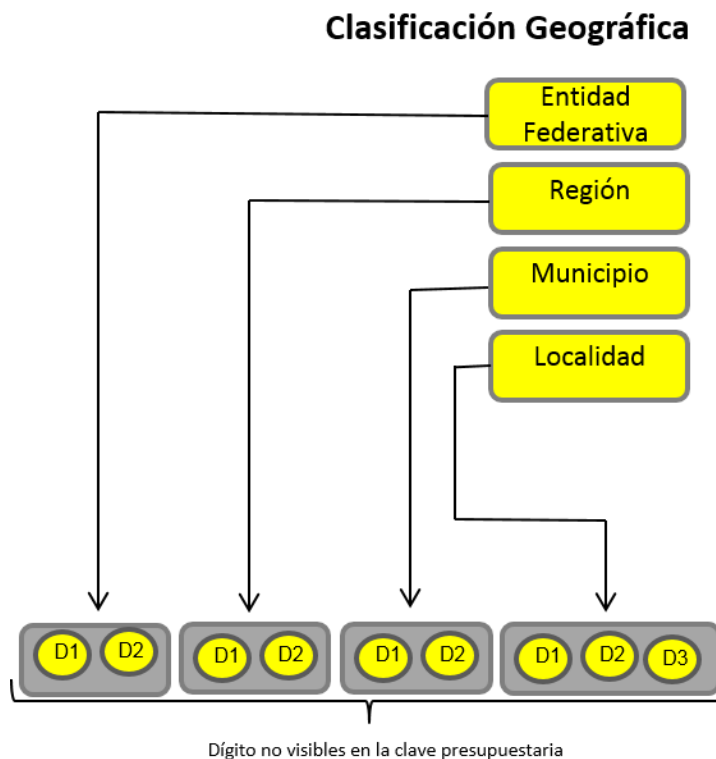 Clasificación Geográfica
Entidad
Federativa
Región
Municipio
Localidad
D1 D2 D1 D2 D1 D2 D1 D2 D3
Dígito no visibles en la clave presupuestaria